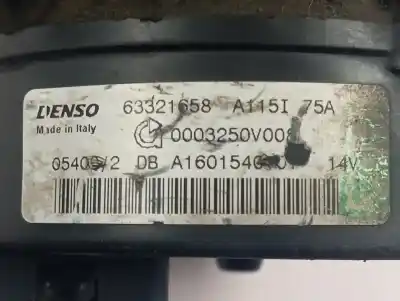 DENSO 63321658 A115I 75A
Made in Italy 0003250V008
DB 14V